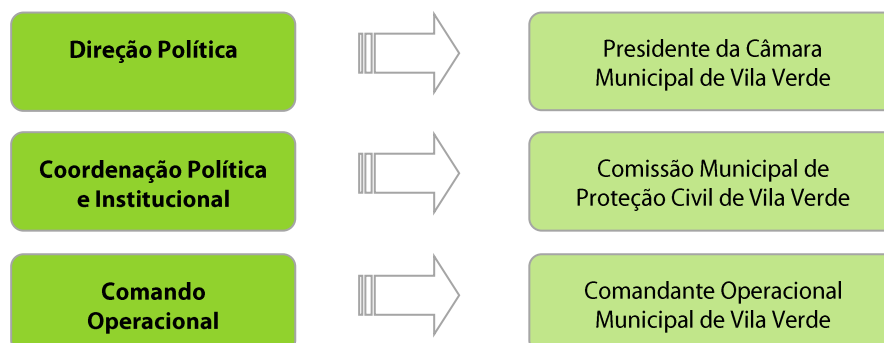 Direção Política
Presidente da Câmara
Municipal de Vila Verde
Coordenação Política
e Institucional
Comissão Municipal de
Proteção Civil de Vila Verde
Comando
Operacional
Comandante Operacional
Municipal de Vila Verde